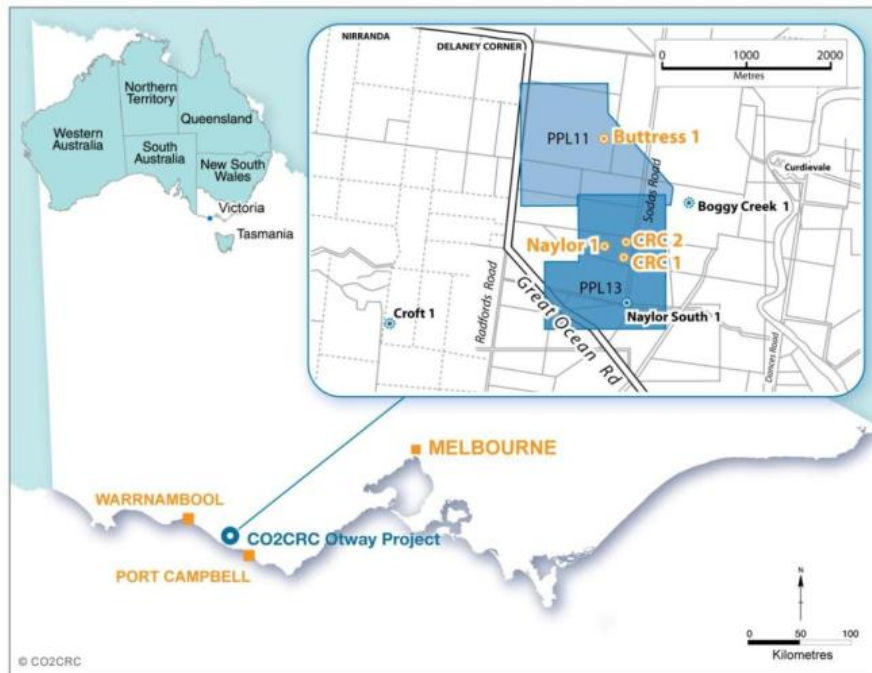 Northern
Territory
Queensland
Western
Australia
South
Australia
New South
Wales
Victoria
Tasmania
NIRRANDA
DELANEY CORNER
0 1000 2000
Metres
PPL11
Buttress 1
Curdievale
Sodas Road
Boggy Creek 1
CRC 2
Naylor 1
CRC 1
PPL13
Radfords Road
Great Ocean Rd
Naylor South 1
Croft 1
Dances Road
MELBOURNE
WARRNAMBOOL
CO2CRC Otway Project
PORT CAMPBELL
N
0 50 100
Kilometres
© CO2CRC